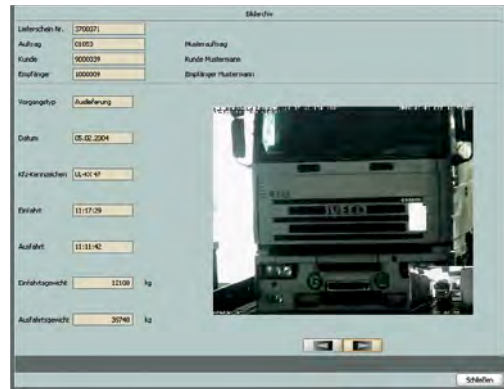 Bildarchiv
Lieferschein Nr. 3700071
Auftrag 01053 Musterauftrag
Kunde 9000039 Kunde Mustermann
Empfänger 1000009 Empfänger Mustermann
Vorgangstyp Auslieferung
Datum 05.02.2004
Kfz-Kennzeichen
Einfahrt 11:17:29
Ausfahrt 11:11:42
Einfahrtsgewicht 12100 kg
Ausfahrtsgewicht 39740 kg
IVECO
Schließen